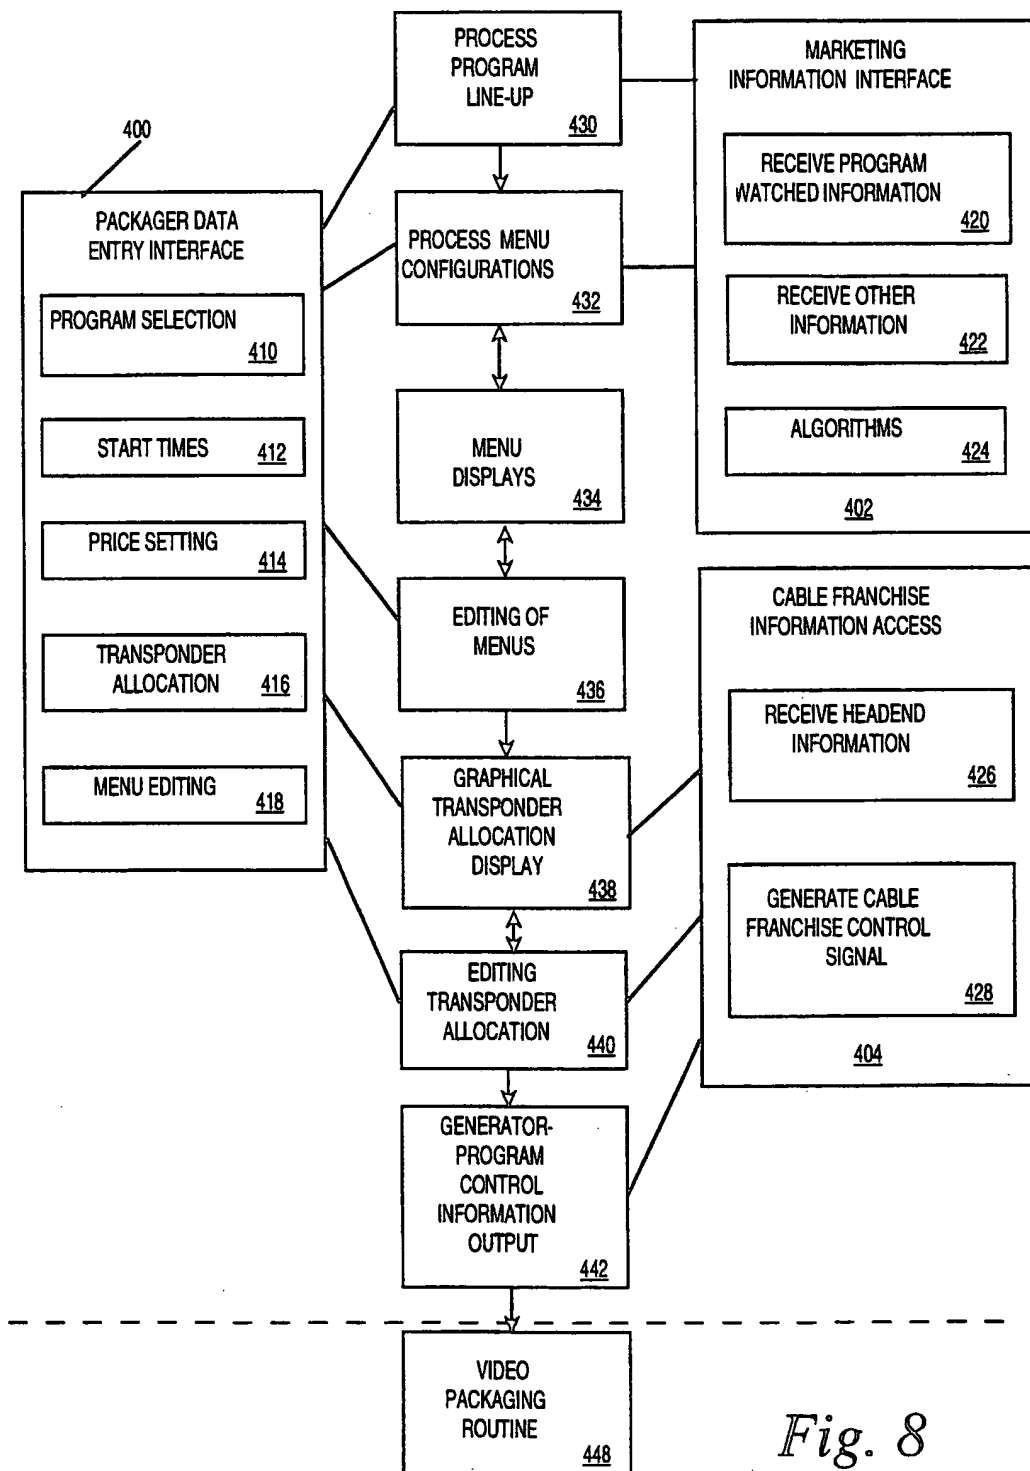 PROCESS
PROGRAM
LINE-UP
430
MARKETING
INFORMATION INTERFACE
RECEIVE PROGRAM
WATCHED INFORMATION
420
RECEIVE OTHER
INFORMATION
422
ALGORITHMS
424
402
400
PACKAGER DATA
ENTRY INTERFACE
PROGRAM SELECTION
410
START TIMES
412
PRICE SETTING
414
TRANSPONDER
ALLOCATION
416
MENU EDITING
418
PROCESS MENU
CONFIGURATIONS
432
MENU
DISPLAYS
434
EDITING OF
MENUS
436
CABLE FRANCHISE
INFORMATION ACCESS
RECEIVE HEADEND
INFORMATION
426
GENERATE CABLE
FRANCHISE CONTROL
SIGNAL
428
404
GRAPHICAL
TRANSPONDER
ALLOCATION
DISPLAY
438
EDITING
TRANSPONDER
ALLOCATION
440
GENERATOR-
PROGRAM
CONTROL
INFORMATION
OUTPUT
442
VIDEO
PACKAGING
ROUTINE
448
Fig. 8